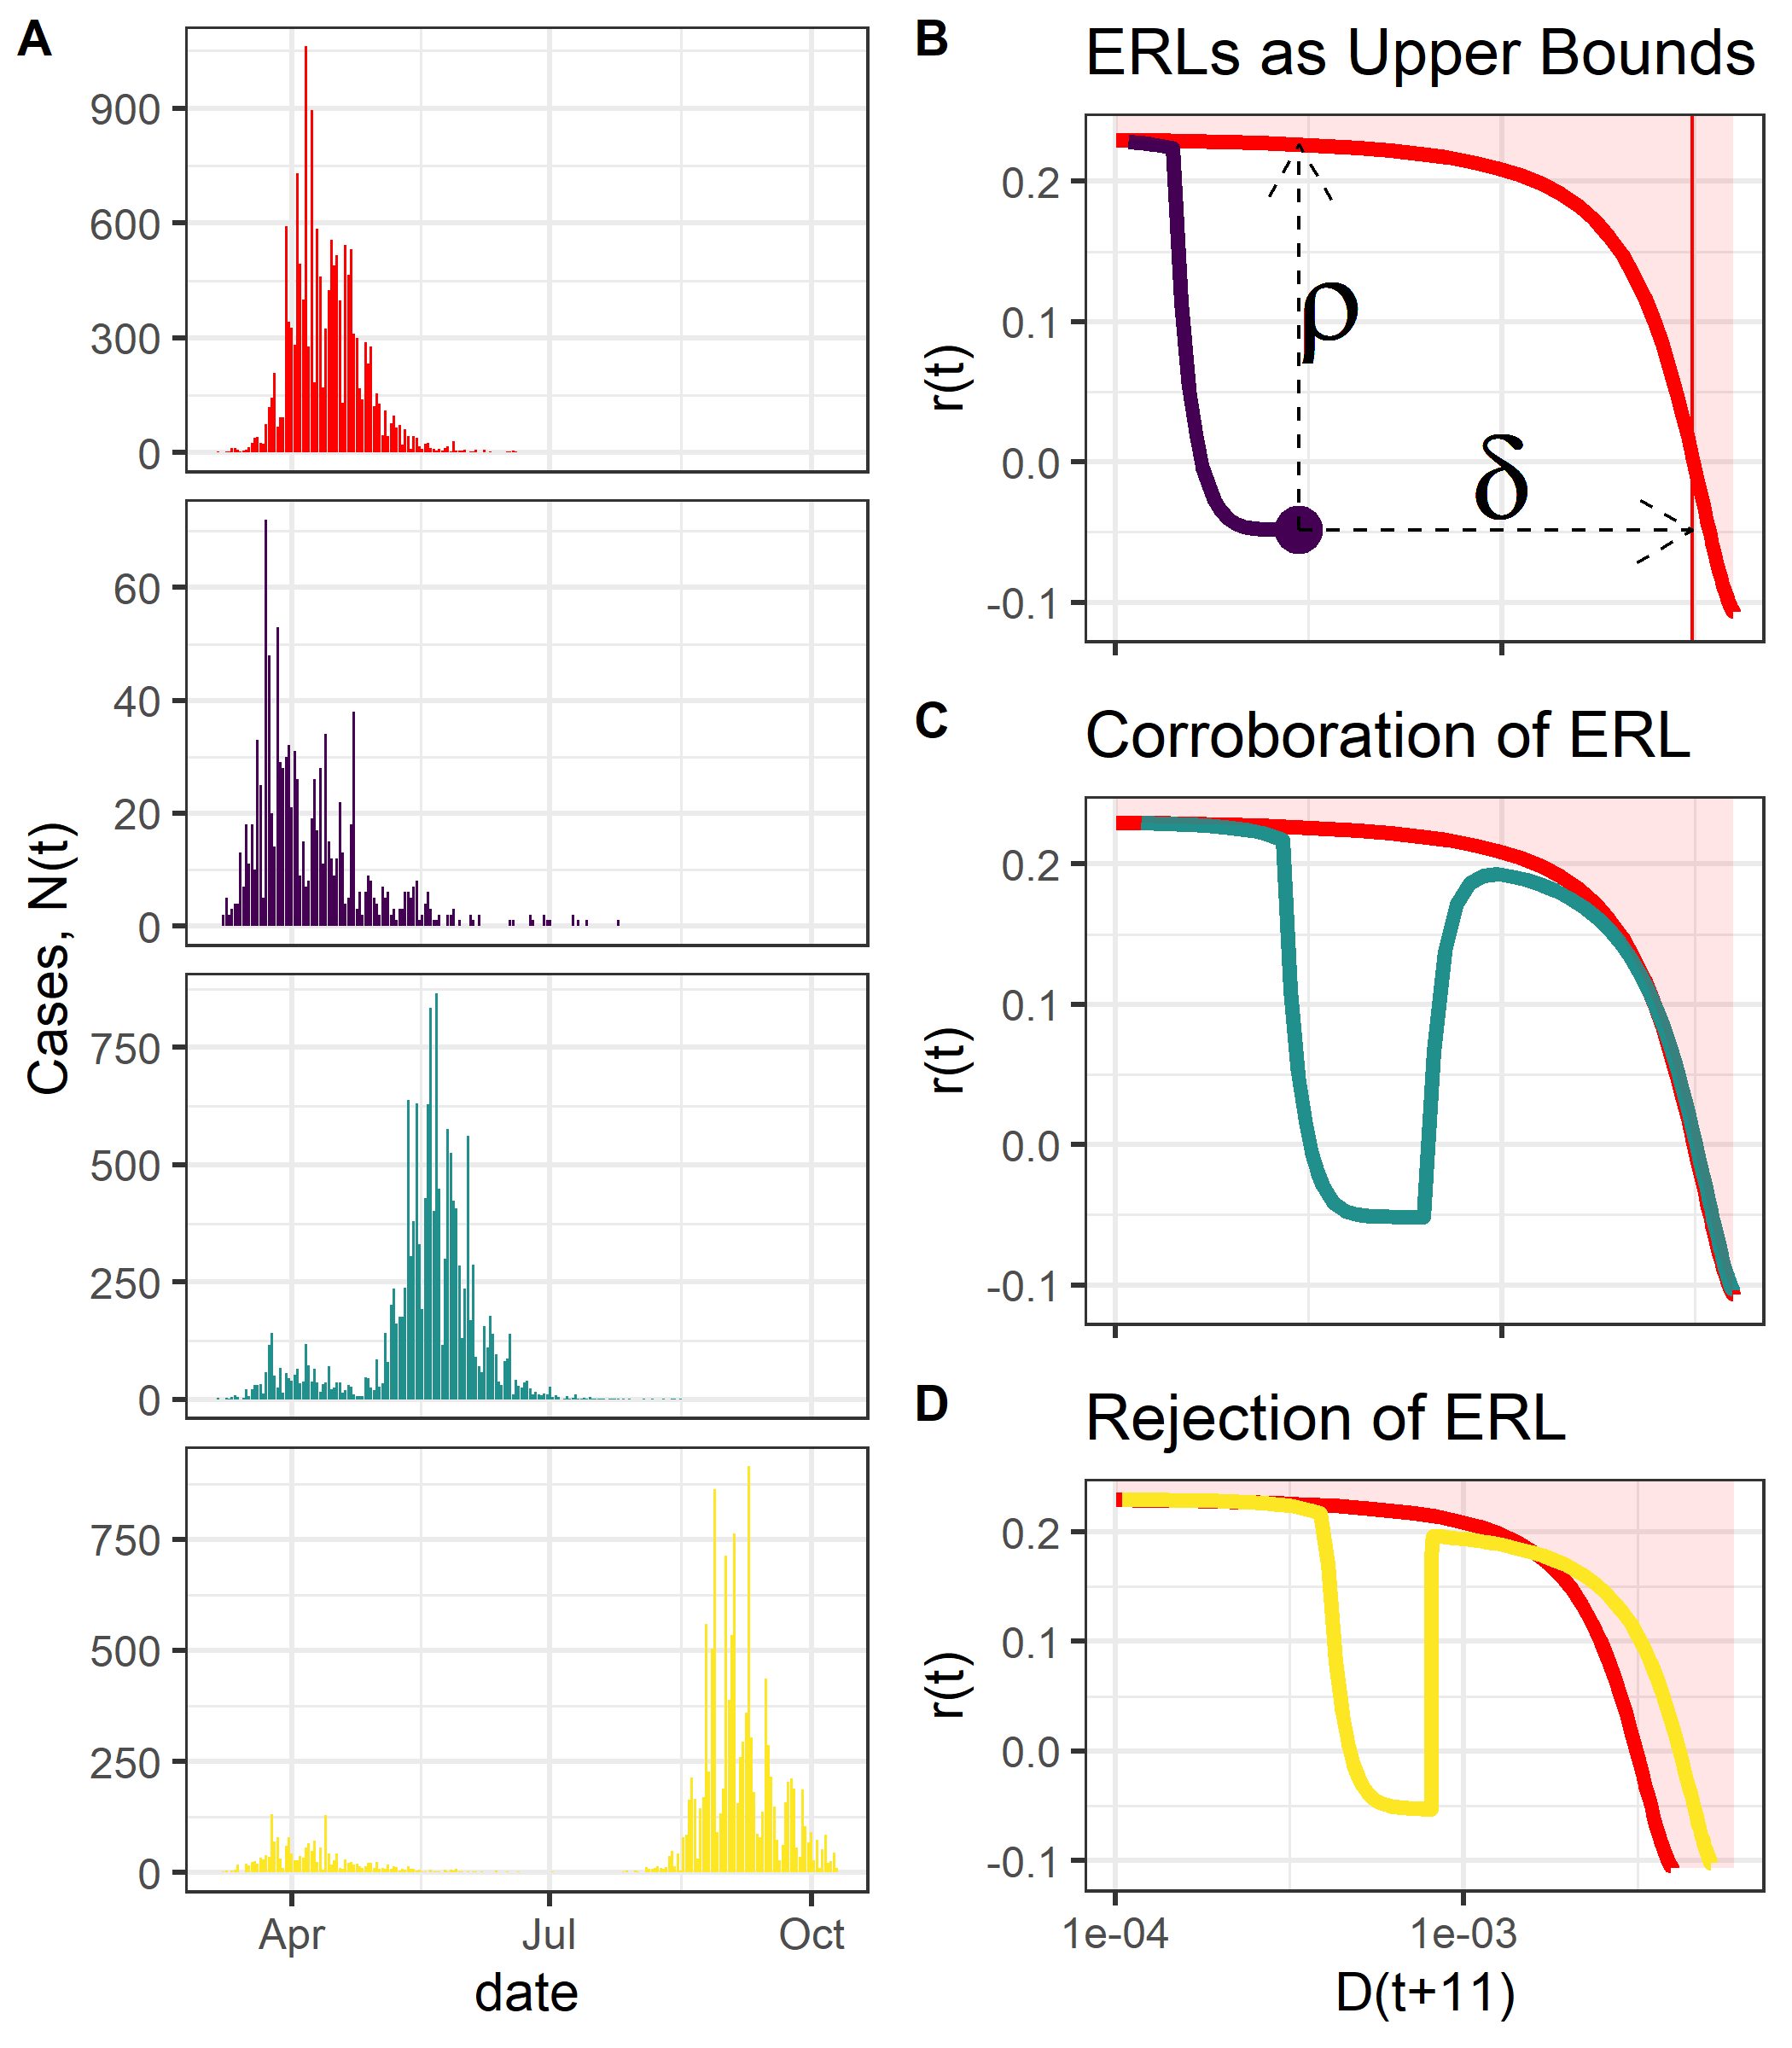 A
900
600
300
0
60
40
20
0
750
500
250
0
750
500
250
0
Cases, N(t)
Apr Jul Oct
date
B
ERLs as Upper Bounds
0.2
0.1
0.0
-0.1
r(t)
ρ
δ
C
Corroboration of ERL
0.2
0.1
0.0
-0.1
r(t)
D
Rejection of ERL
0.2
0.1
0.0
-0.1
r(t)
1e-04 1e-03
D(t+11)